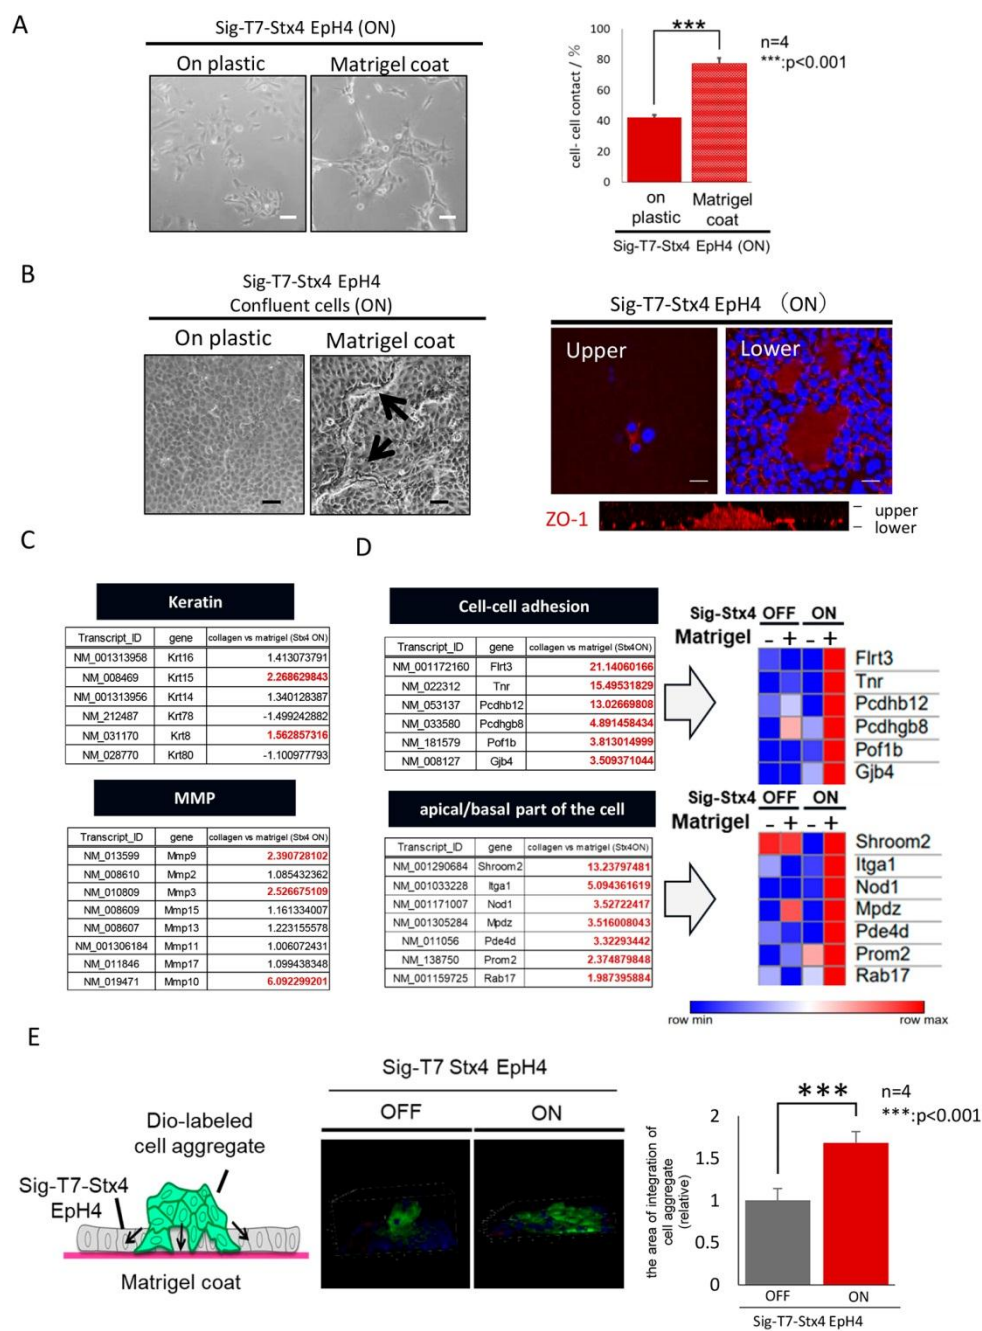 A
Sig-T7-Stx4 EpH4 (ON)
On plastic
Matrigel coat
cell- cell contact / %
100
80
60
40
20
0
***
n=4
***:p<0.001
on plastic
Matrigel coat
Sig-T7-Stx4 EpH4 (ON)
B
Sig-T7-Stx4 EpH4
Confluent cells (ON)
On plastic
Matrigel coat
Sig-T7-Stx4 EpH4 (ON)
Upper
Lower
ZO-1
upper
lower
C
Keratin
Transcript_ID gene collagen vs matrigel (Stx4 ON)
NM_001313958 Krt16 1.413073791
NM_008469 Krt15 2.268629843
NM_001313956 Krt14 1.340128387
NM_212487 Krt78 -1.499242882
NM_031170 Krt8 1.562857316
NM_028770 Krt80 -1.100977793
MMP
Transcript_ID gene collagen vs matrigel (Stx4 ON)
NM_013599 Mmp9 2.390728102
NM_008610 Mmp2 1.085432362
NM_010809 Mmp3 2.526675109
NM_008609 Mmp15 1.161334007
NM_008607 Mmp13 1.223155578
NM_001306184 Mmp11 1.006072431
NM_011846 Mmp17 1.099438348
NM_019471 Mmp10 6.092299201
D
Cell-cell adhesion
Transcript_ID gene collagen vs matrigel (Stx4ON)
NM_001172160 Flrt3 21.14060166
NM_022312 Tnr 15.49531829
NM_053137 Pcdhb12 13.02669808
NM_033580 Pcdhgb8 4.891458434
NM_181579 Pof1b 3.813014999
NM_008127 Gjb4 3.509371044
Sig-Stx4 OFF ON
Matrigel - + - +
Flrt3
Tnr
Pcdhb12
Pcdhgb8
Pof1b
Gjb4
apical/basal part of the cell
Transcript_ID gene collagen vs matrigel (Stx4ON)
NM_001290684 Shroom2 13.23797481
NM_001033228 Itga1 5.094361619
NM_001171007 Nod1 3.52722417
NM_001305284 Mpdz 3.516008043
NM_011056 Pde4d 3.32293442
NM_138750 Prom2 2.374879848
NM_001159725 Rab17 1.987395884
Sig-Stx4 OFF ON
Matrigel - + - +
Shroom2
Itga1
Nod1
Mpdz
Pde4d
Prom2
Rab17
row min row max
E
Dio-labeled
cell aggregate
Sig-T7-Stx4
EpH4
Matrigel coat
Sig-T7 Stx4 EpH4
OFF
ON
the area of integration of
cell aggregate
(relative)
2
1.5
1
0.5
0
***
n=4
***:p<0.001
OFF
ON
Sig-T7-Stx4 EpH4